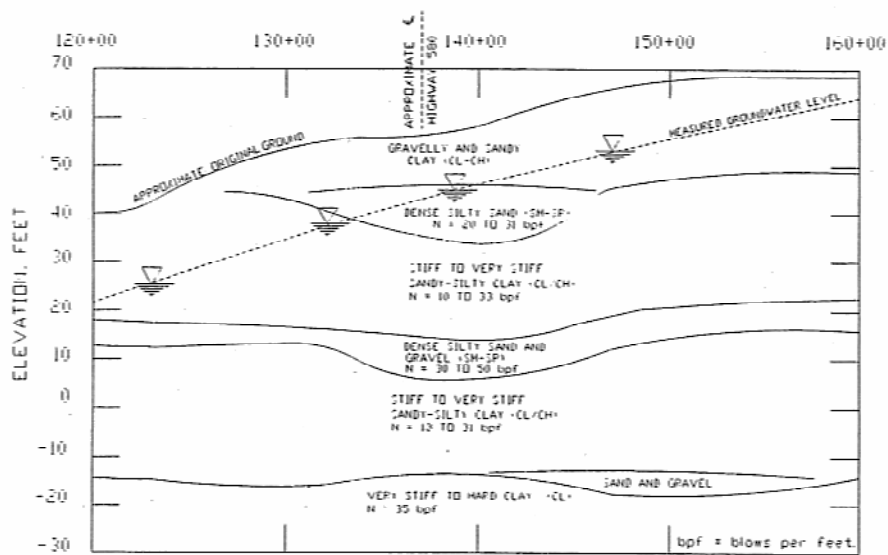 120+00 130+00 140+00 150+00 160+00
APPROXIMATE ℄
HIGHWAY 580
70
60
50
40
30
20
10
0
-10
-20
-30
ELEVATION, FEET
APPROXIMATE ORIGINAL GROUND
MEASURED GROUNDWATER LEVEL
GRAVELLY AND SANDY
CLAY (CL-CH)
DENSE SILTY SAND (SM-SP)
N = 20 TO 31 bpf
STIFF TO VERY STIFF
SANDY-SILTY CLAY (CL/CH)
N = 10 TO 33 bpf
DENSE SILTY SAND AND
GRAVEL (SM-SP)
N = 30 TO 50 bpf
STIFF TO VERY STIFF
SANDY-SILTY CLAY (CL/CH)
N = TO 31 bpf
SAND AND GRAVEL
VERY STIFF TO HARD CLAY (CL)
N = 35 bpf
bpf = blows per feet